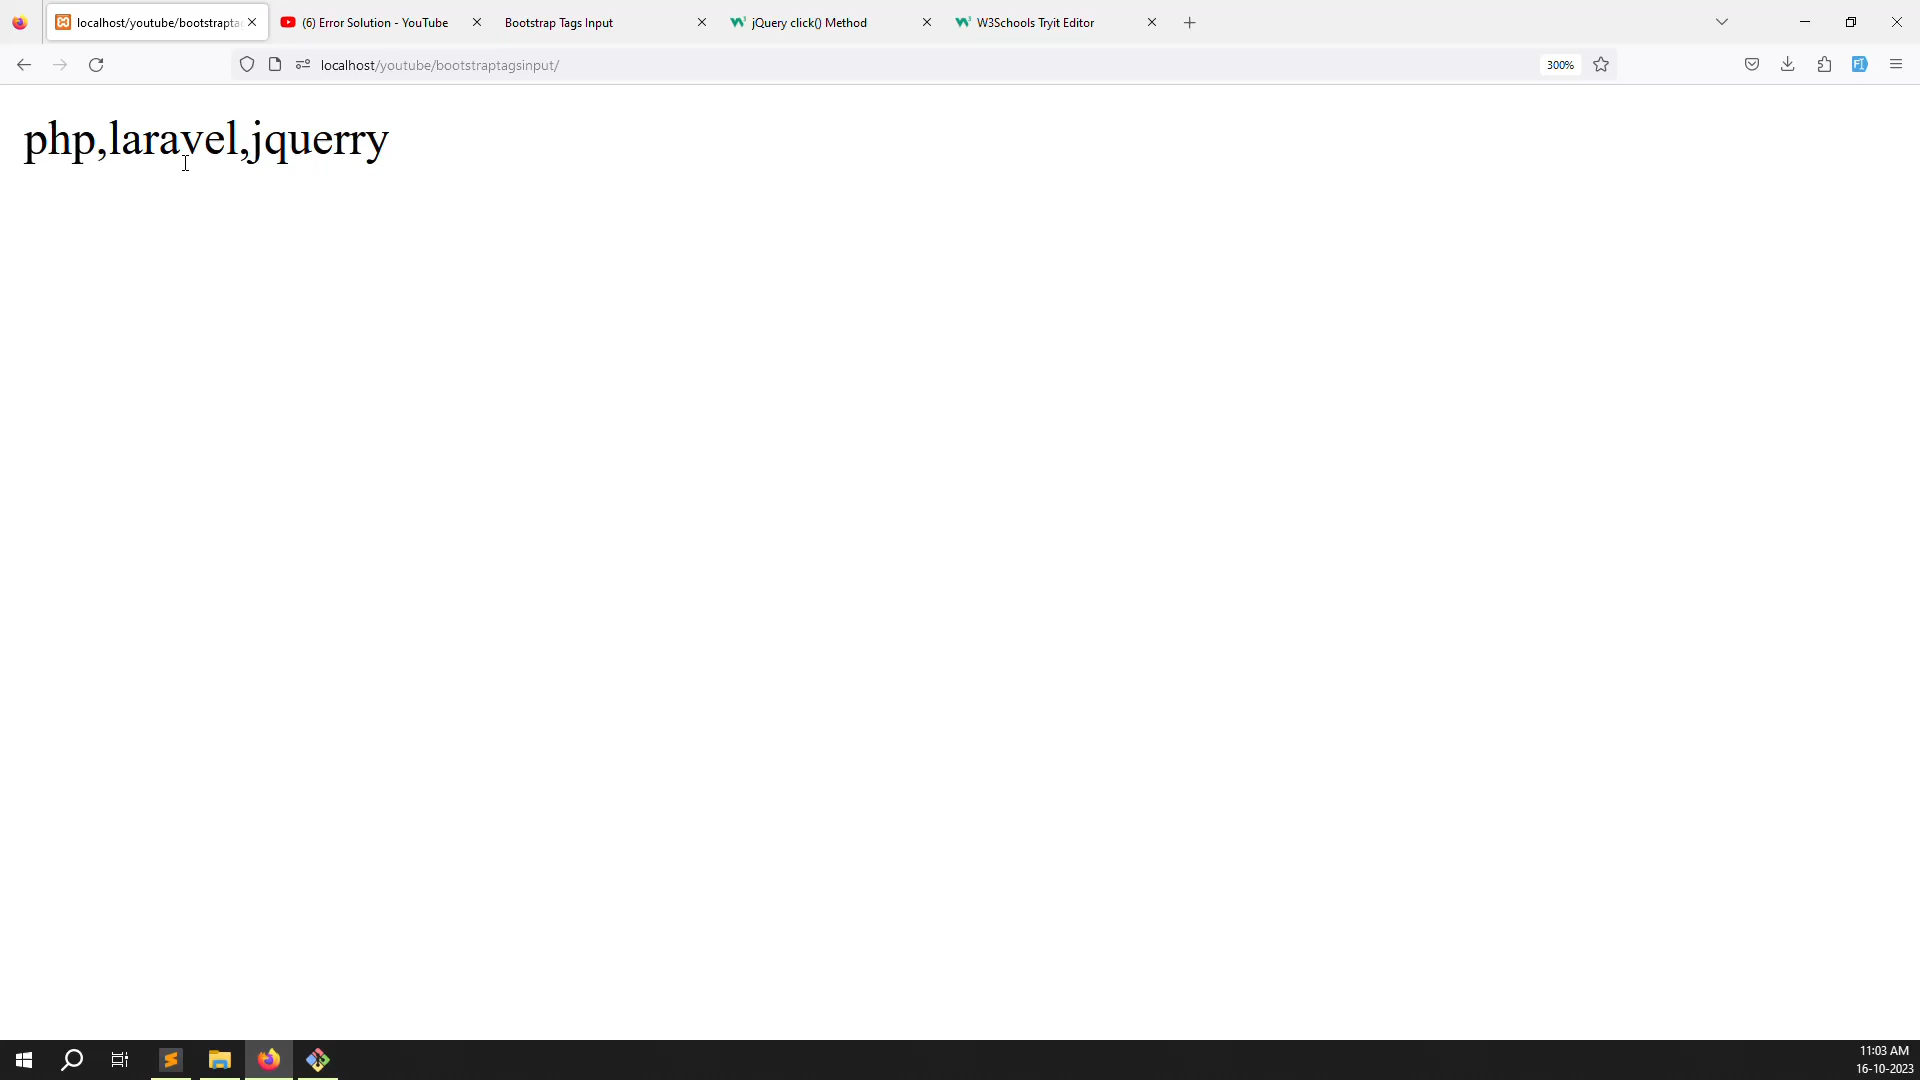 localhost/youtube/bootstrapta
(6) Error Solution - YouTube
Bootstrap Tags Input
jQuery click() Method
W3Schools Tryit Editor
localhost/youtube/bootstraptagsinput/
300%
php,laravel,jquerry
11:03 AM
16-10-2023